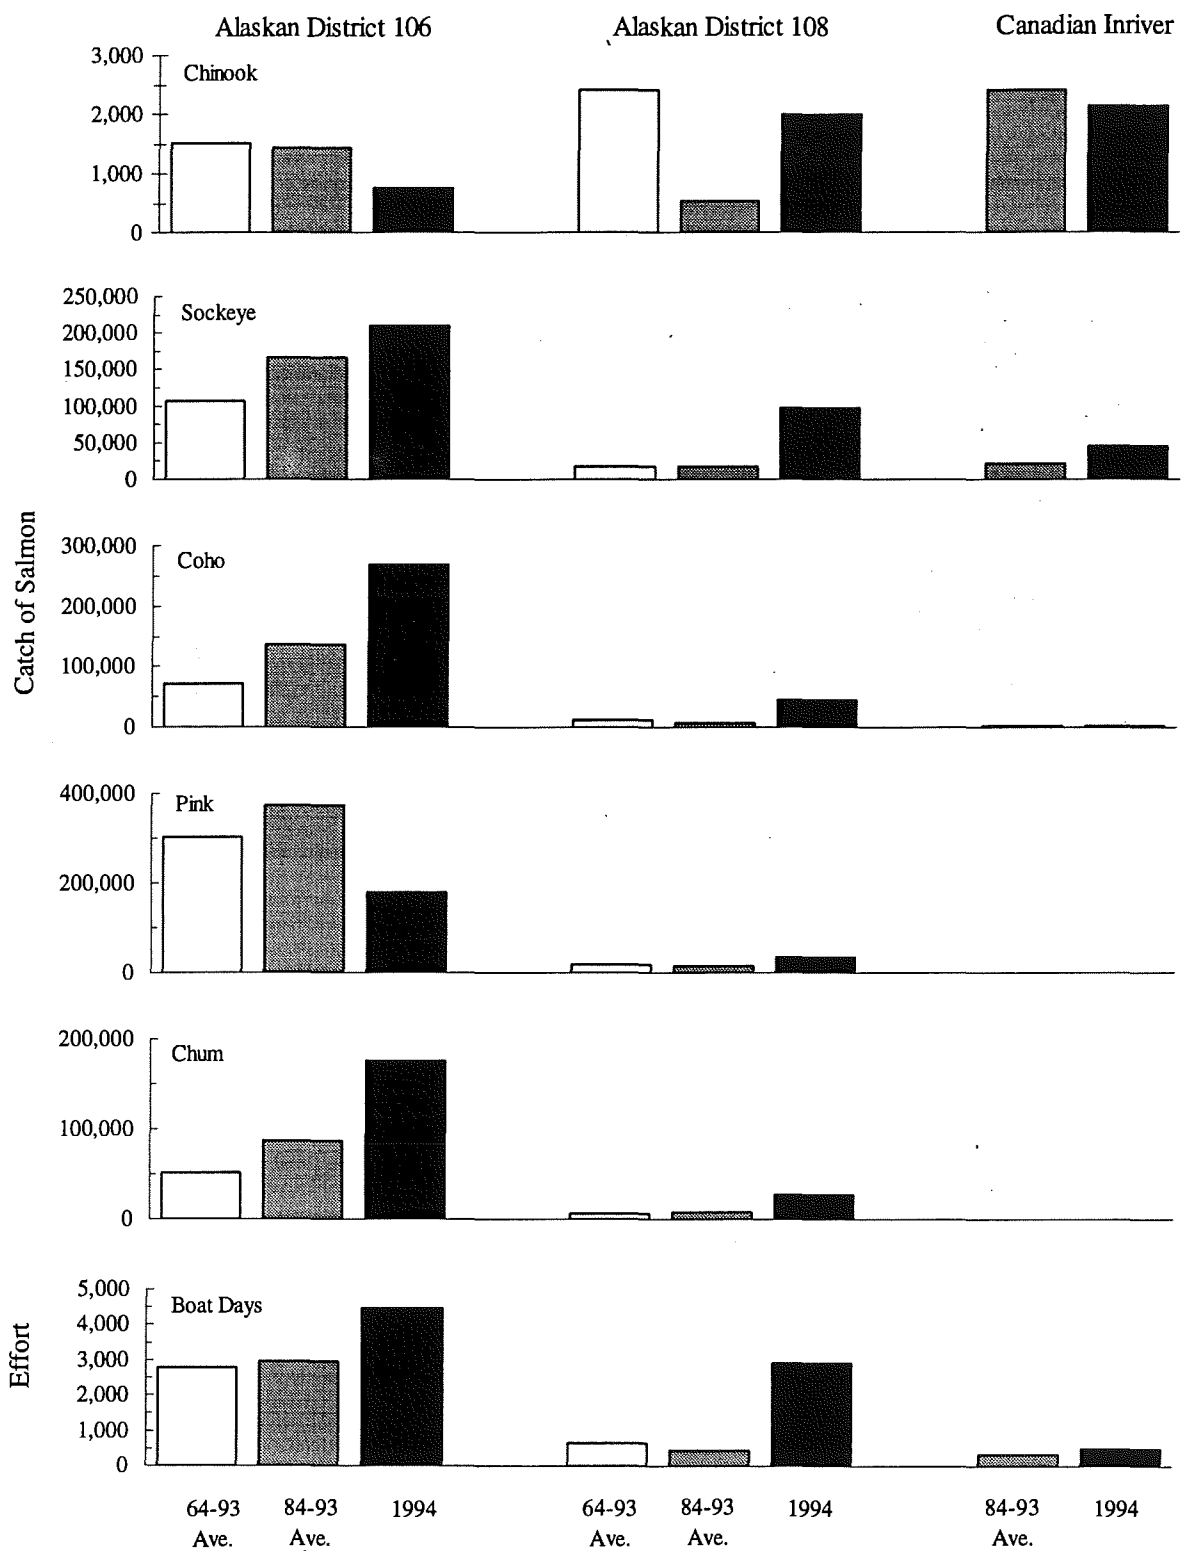 Alaskan District 106 Alaskan District 108 Canadian Inriver
Chinook
3,000
2,000
1,000
0
Sockeye
250,000
200,000
150,000
100,000
50,000
0
Coho
300,000
200,000
100,000
0
Catch of Salmon
Pink
400,000
200,000
0
Chum
200,000
100,000
0
Boat Days
5,000
4,000
3,000
2,000
1,000
0
Effort
64-93 84-93 1994 64-93 84-93 1994 84-93 1994
Ave. Ave. Ave. Ave. Ave.